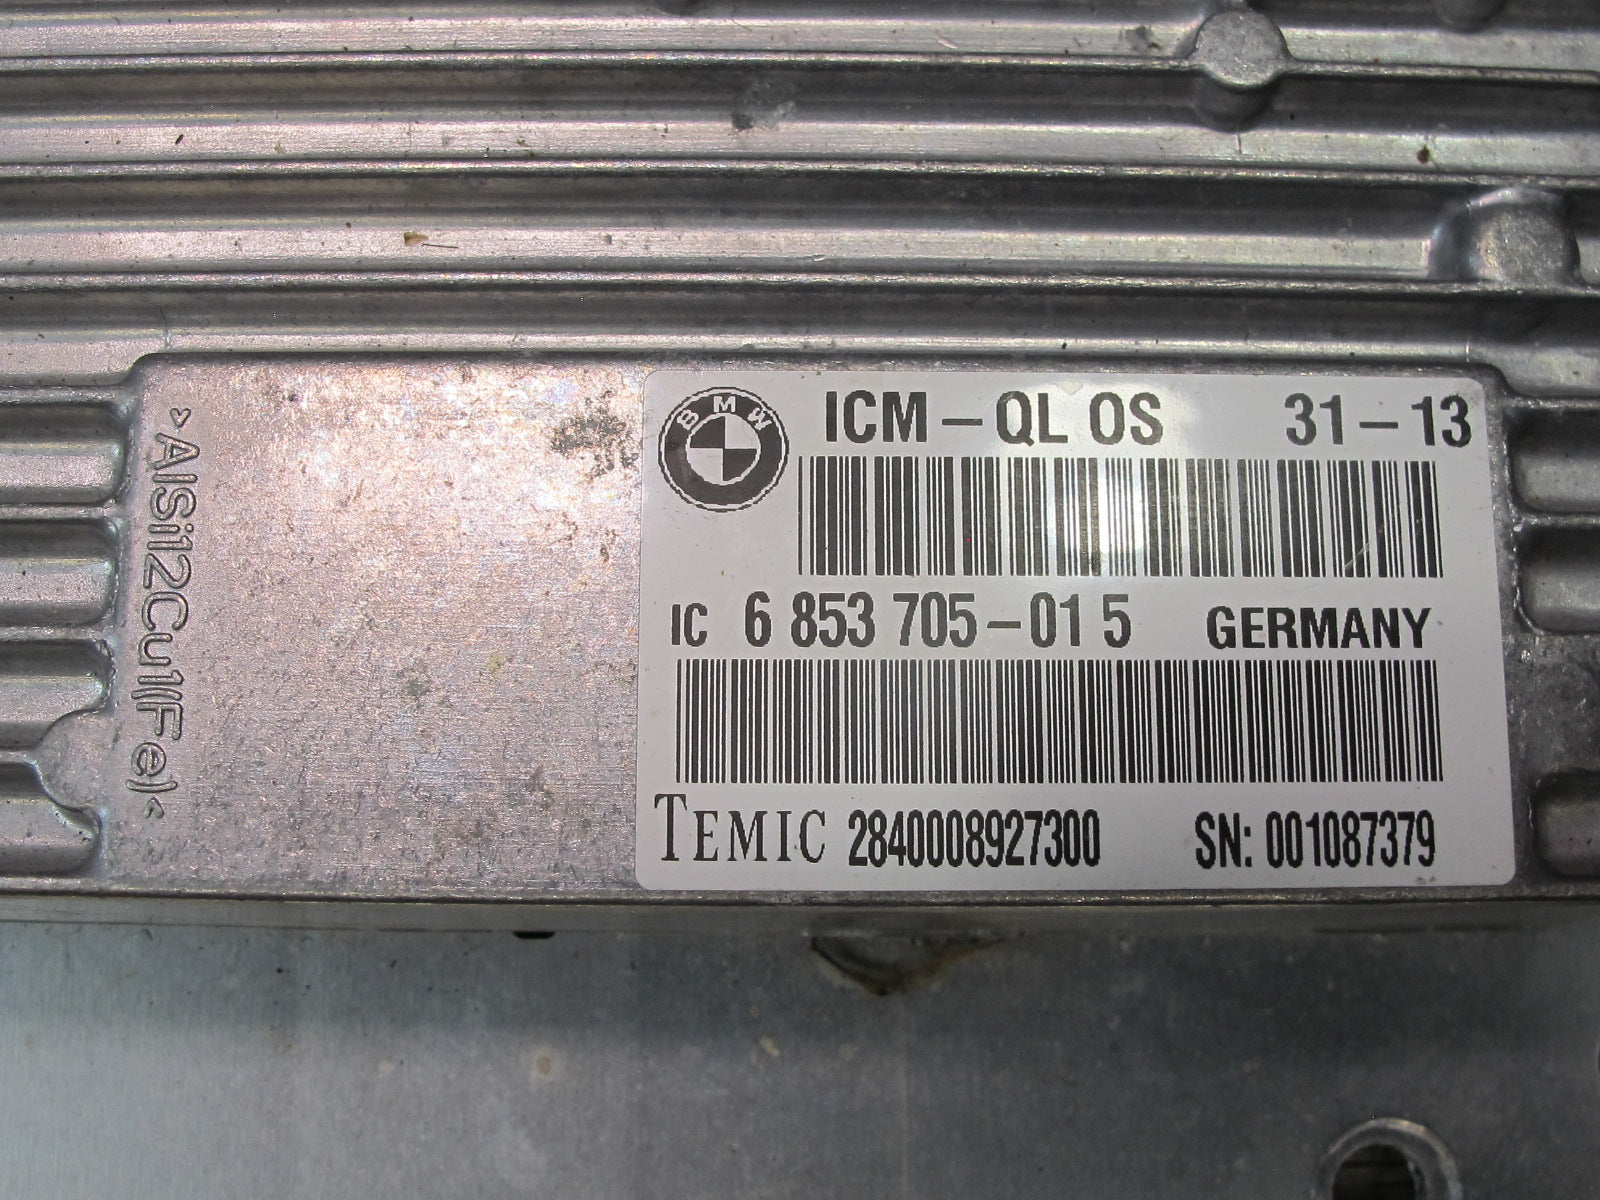 >AlSi12Cu1(Fe)<
BMW
ICM-QL OS 31-13
IC 6 853 705-01 5 GERMANY
TEMIC 2840008927300 SN: 001087379